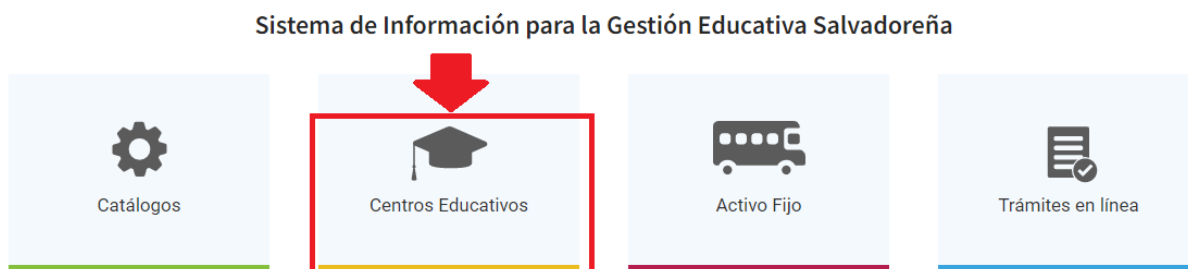 Sistema de Información para la Gestión Educativa Salvadoreña
Catálogos
Centros Educativos
Activo Fijo
Trámites en línea